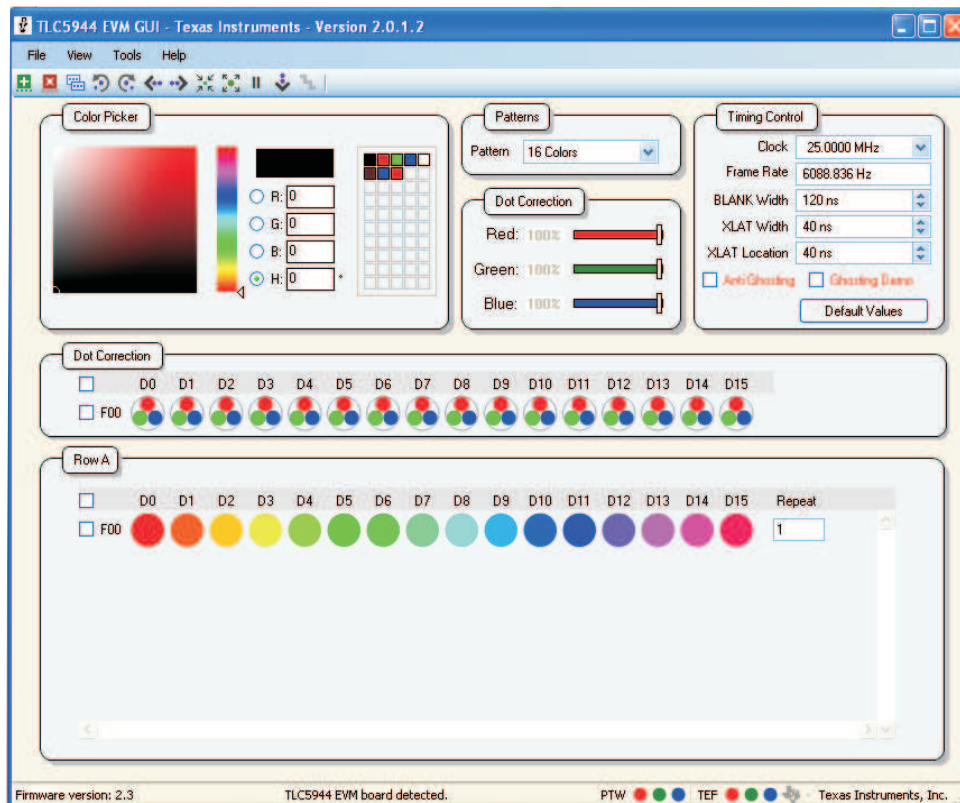 TLC5944 EVM GUI - Texas Instruments - Version 2.0.1.2
File View Tools Help
Color Picker
R: 0
G: 0
B: 0
H: 0 °
Patterns
Pattern 16 Colors
Dot Correction
Red: 100%
Green: 100%
Blue: 100%
Timing Control
Clock 25.0000 MHz
Frame Rate 6088.836 Hz
BLANK Width 120 ns
XLAT Width 40 ns
XLAT Location 40 ns
Anti Ghosting Ghosting Demo
Default Values
Dot Correction
D0 D1 D2 D3 D4 D5 D6 D7 D8 D9 D10 D11 D12 D13 D14 D15
F00
Row A
D0 D1 D2 D3 D4 D5 D6 D7 D8 D9 D10 D11 D12 D13 D14 D15 Repeat
F00 1
Firmware version: 2.3 TLC5944 EVM board detected. PTW TEF - Texas Instruments, Inc.